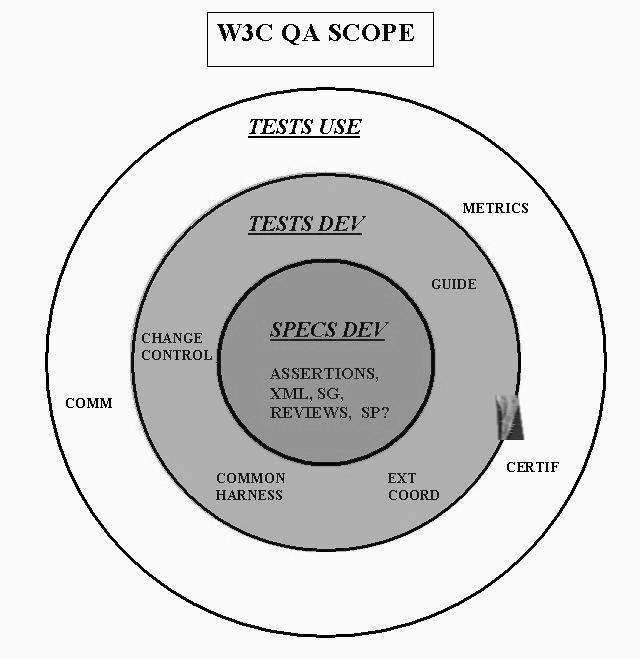 W3C QA SCOPE
TESTS USE
METRICS
TESTS DEV
GUIDE
CHANGE
CONTROL
SPECS DEV
ASSERTIONS,
XML, SG,
REVIEWS, SP?
COMM
CERTIF
COMMON
HARNESS
EXT
COORD